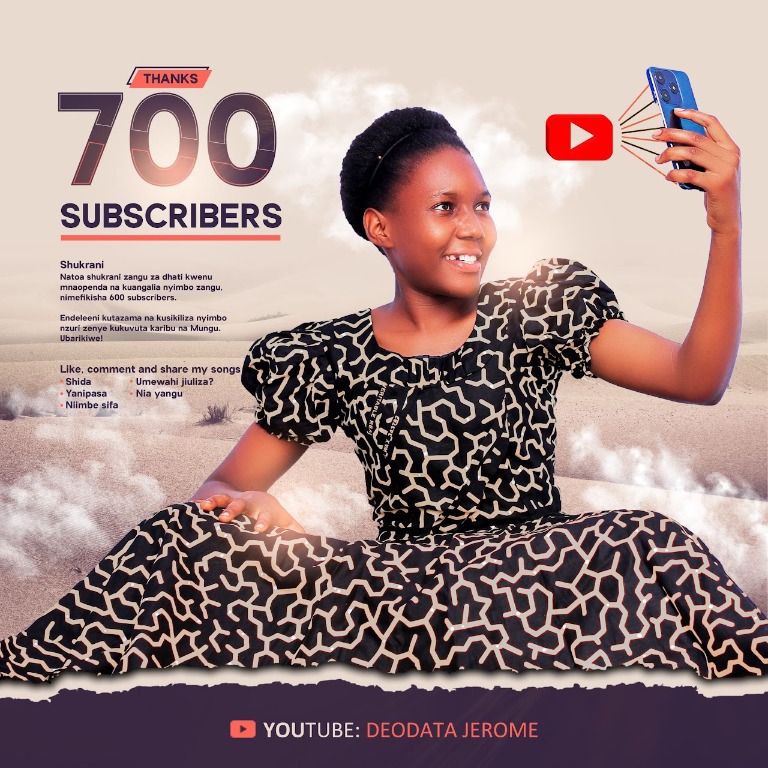 THANKS
700
SUBSCRIBERS
Shukrani
Natoa shukrani zangu za dhati kwenu
mnaopenda na kuangalia nyimbo zangu,
nimefikisha 600 subscribers.
Endeleeni kutazama na kusikiliza nyimbo
nzuri zenye kukuvuta karibu na Mungu.
Ubarikiwe!
Like, comment and share my songs
• Shida • Umewahi jiuliza?
• Yanipasa • Nia yangu
• Niimbe sifa
YOUTUBE: DEODATA JEROME